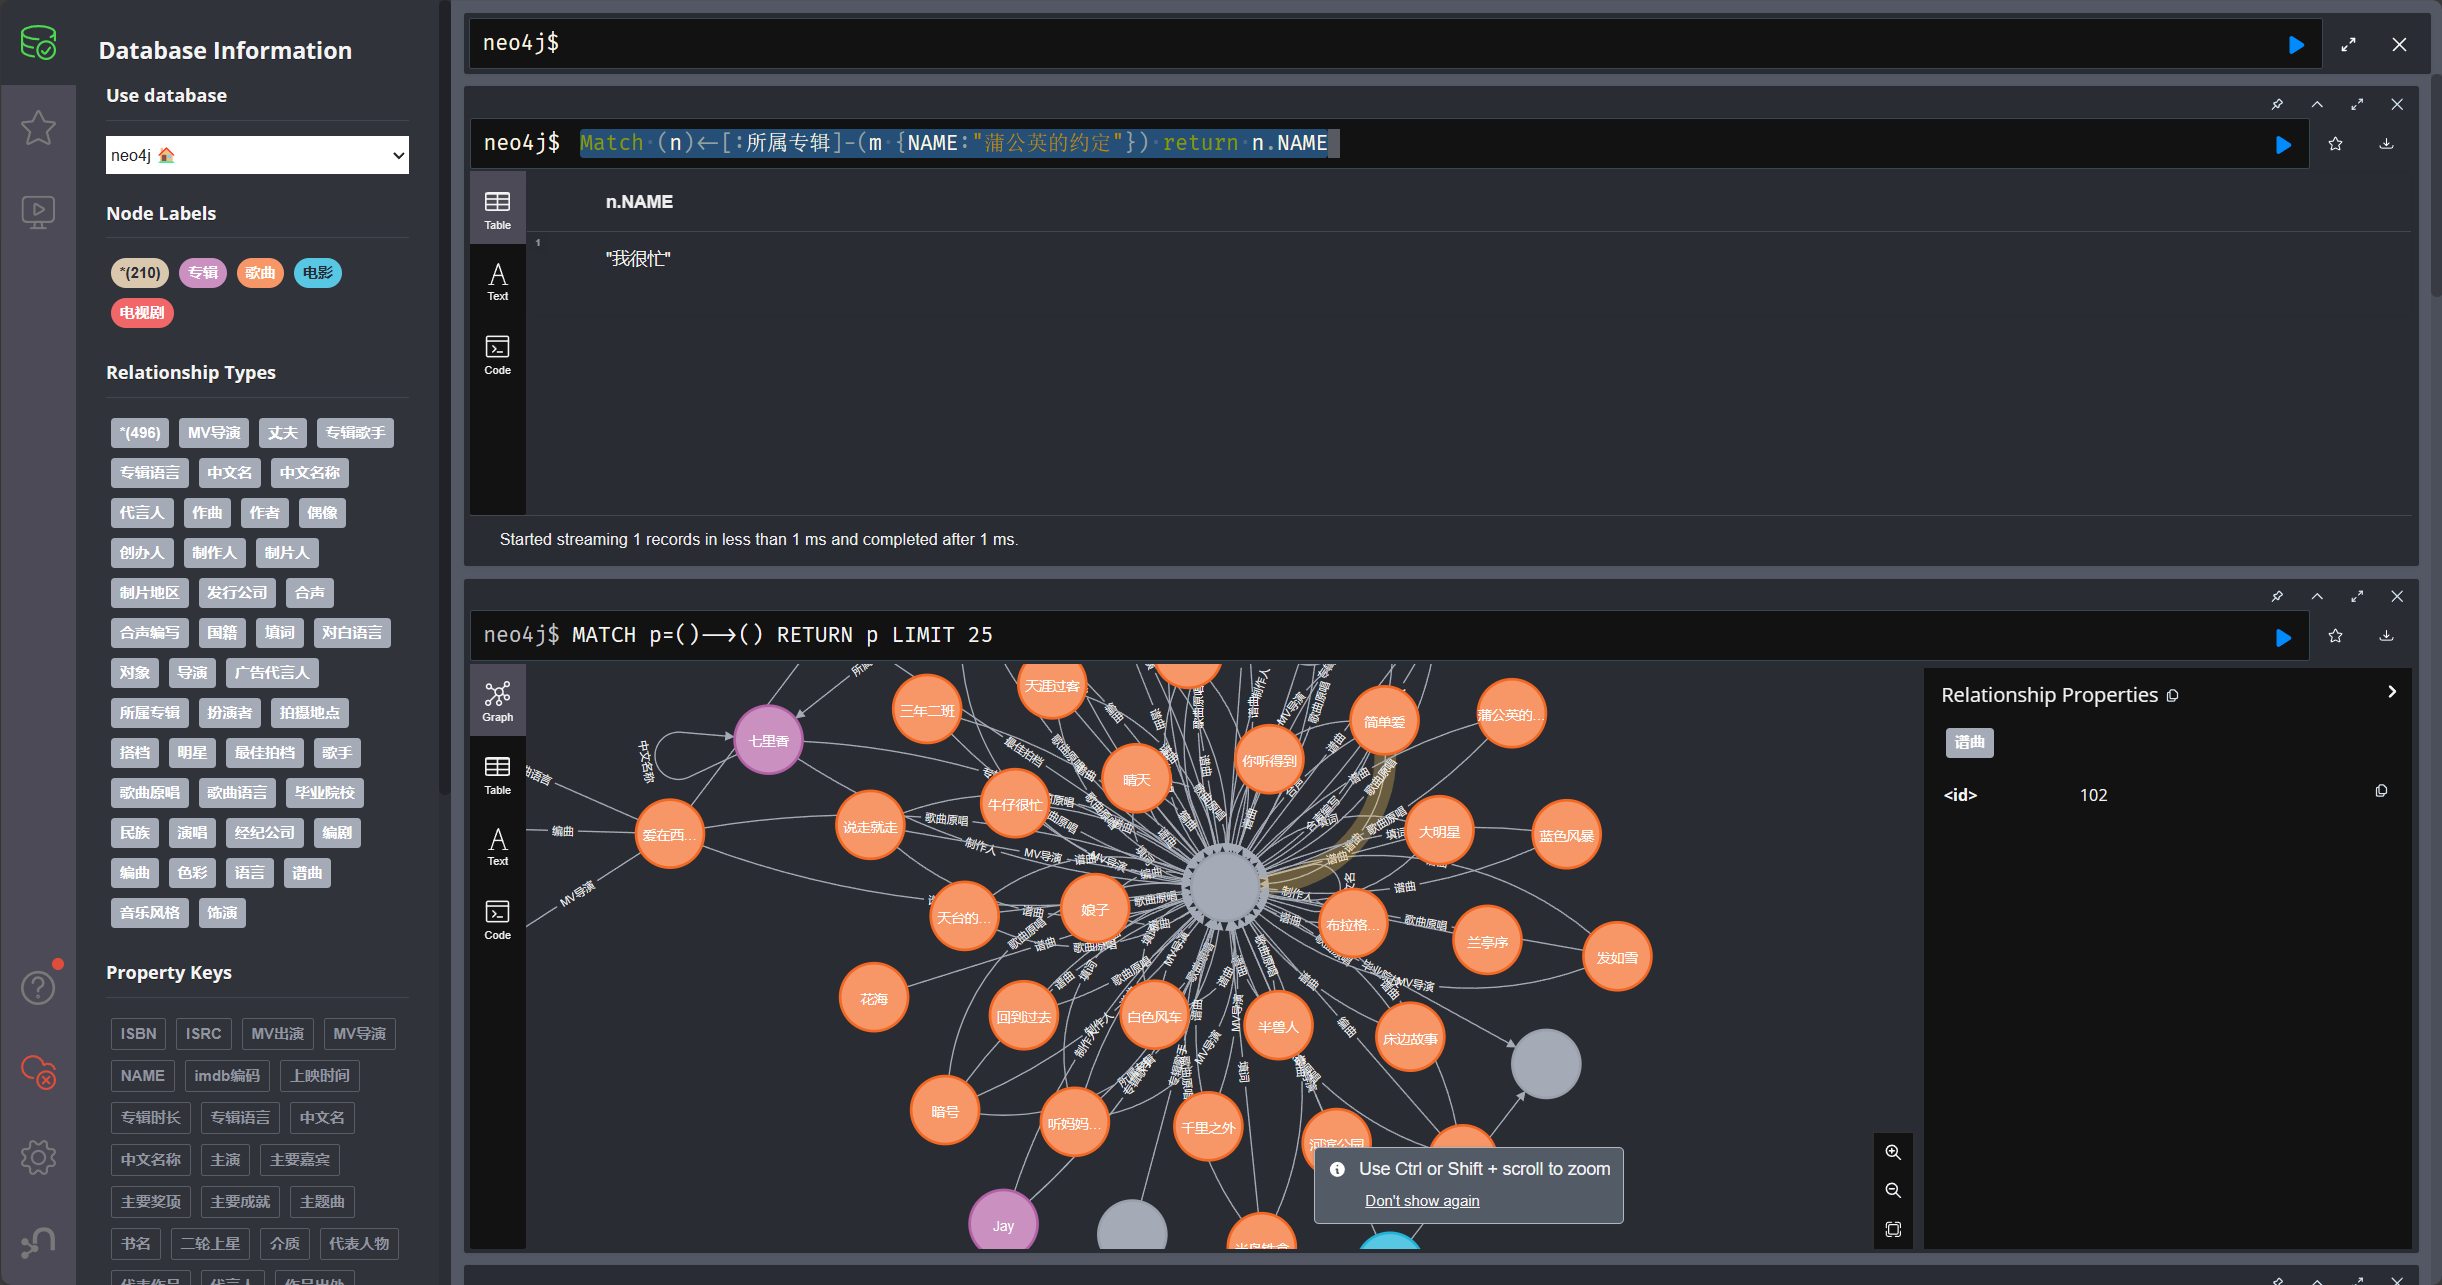 Database Information
Use database
neo4j
Node Labels
*(210) 专辑 歌曲 电影
电视剧
Relationship Types
*(496) MV导演 丈夫 专辑歌手
专辑语言 中文名 中文名称
代言人 作曲 作者 偶像
创办人 制作人 制片人
制片地区 发行公司 合声
合声编写 国籍 填词 对白语言
对象 导演 广告代言人
所属专辑 扮演者 拍摄地点
搭档 明星 最佳拍档 歌手
歌曲原唱 歌曲语言 毕业院校
民族 演唱 经纪公司 编剧
编曲 色彩 语言 谱曲
音乐风格 饰演
Property Keys
ISBN ISRC MV出演 MV导演
NAME imdb编码 上映时间
专辑时长 专辑语言 中文名
中文名称 主演 主要嘉宾
主要奖项 主要成就 主题曲
书名 二轮上星 介质 代表人物
代表作品 代言人 作品出处
neo4j$
neo4j$ Match (n)<-[:所属专辑]-(m {NAME:"蒲公英的约定"}) return n.NAME
Table
Text
Code
n.NAME
1
"我很忙"
Started streaming 1 records in less than 1 ms and completed after 1 ms.
neo4j$ MATCH p=()-->() RETURN p LIMIT 25
Graph
Table
Text
Code
天涯过客
三年二班
简单爱
蒲公英的...
七里香
中文名称
你听得到
晴天
最佳拍档
牛仔很忙
说走就走
爱在西...
大明星
蓝色风暴
编曲
歌曲原唱
制作人
MV导演
天台的...
娘子
布拉格...
兰亭序
发如雪
花海
回到过去
白色风车
半兽人
床边故事
暗号
听妈妈...
千里之外
河滨公园
Jay
Use Ctrl or Shift + scroll to zoom
Don't show again
Relationship Properties
谱曲
<id> 102